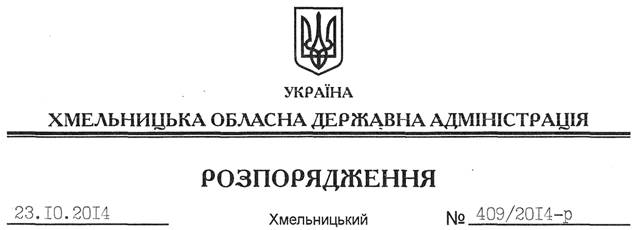 УКРАЇНА
ХМЕЛЬНИЦЬКА ОБЛАСНА ДЕРЖАВНА АДМІНІСТРАЦІЯ
РОЗПОРЯДЖЕННЯ
23.10.2014 Хмельницький № 409/2014-р